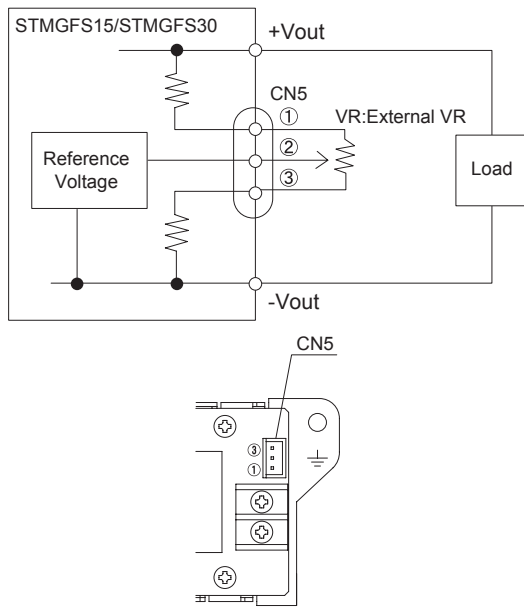 STMGFS15/STMGFS30
+Vout
CN5
①
VR:External VR
②
Reference
Voltage
Load
③
-Vout
CN5
③
①